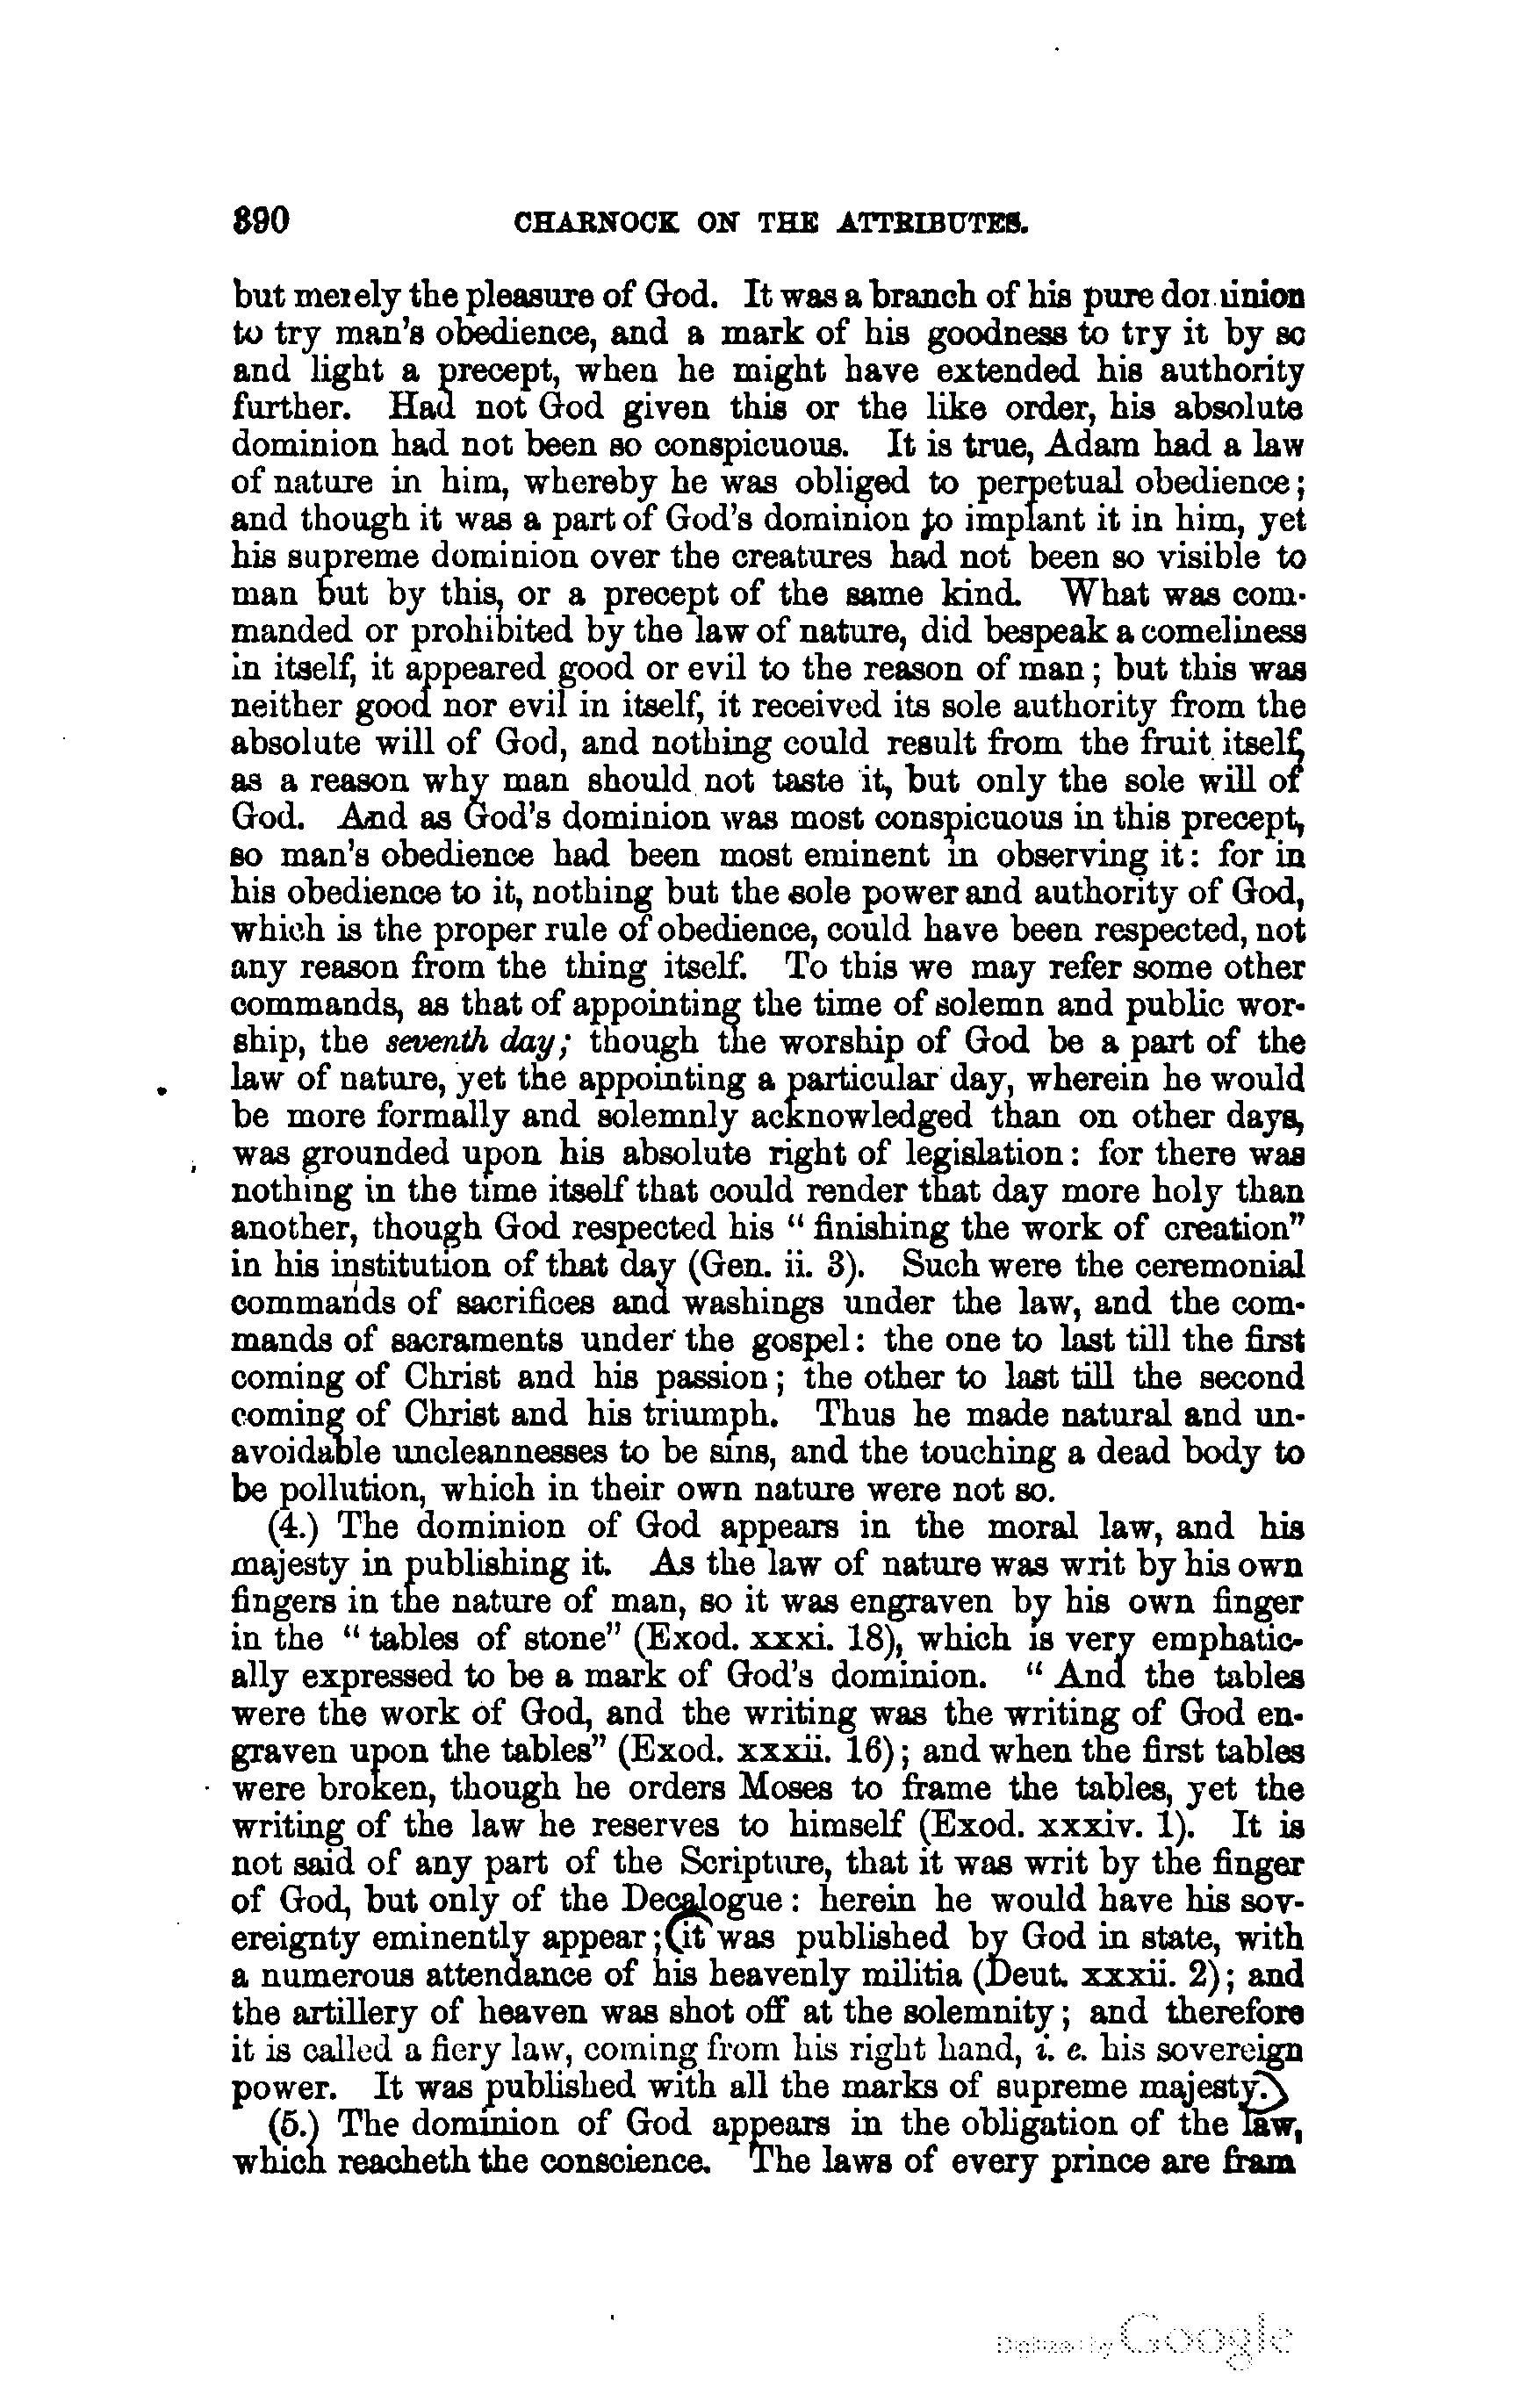 390 CHARNOCK ON THE ATTRIBUTES.
but merely the pleasure of God. It was a branch of his pure dominion
to try man's obedience, and a mark of his goodness to try it by so
and light a precept, when he might have extended his authority
further. Had not God given this or the like order, his absolute
dominion had not been so conspicuous. It is true, Adam had a law
of nature in him, whereby he was obliged to perpetual obedience;
and though it was a part of God's dominion to implant it in him, yet
his supreme dominion over the creatures had not been so visible to
man but by this, or a precept of the same kind. What was com-
manded or prohibited by the law of nature, did bespeak a comeliness
in itself, it appeared good or evil to the reason of man; but this was
neither good nor evil in itself, it received its sole authority from the
absolute will of God, and nothing could result from the fruit itself,
as a reason why man should not taste it, but only the sole will of
God. And as God's dominion was most conspicuous in this precept,
so man's obedience had been most eminent in observing it: for in
his obedience to it, nothing but the sole power and authority of God,
which is the proper rule of obedience, could have been respected, not
any reason from the thing itself. To this we may refer some other
commands, as that of appointing the time of solemn and public wor-
ship, the seventh day; though the worship of God be a part of the
law of nature, yet the appointing a particular day, wherein he would
be more formally and solemnly acknowledged than on other days,
was grounded upon his absolute right of legislation: for there was
nothing in the time itself that could render that day more holy than
another, though God respected his "finishing the work of creation"
in his institution of that day (Gen. ii. 3). Such were the ceremonial
commands of sacrifices and washings under the law, and the com-
mands of sacraments under the gospel: the one to last till the first
coming of Christ and his passion; the other to last till the second
coming of Christ and his triumph. Thus he made natural and un-
avoidable uncleannesses to be sins, and the touching a dead body to
be pollution, which in their own nature were not so.
(4.) The dominion of God appears in the moral law, and his
majesty in publishing it. As the law of nature was writ by his own
fingers in the nature of man, so it was engraven by his own finger
in the "tables of stone" (Exod. xxxi. 18), which is very emphatic-
ally expressed to be a mark of God's dominion. "And the tables
were the work of God, and the writing was the writing of God en-
graven upon the tables" (Exod. xxxii. 16); and when the first tables
were broken, though he orders Moses to frame the tables, yet the
writing of the law he reserves to himself (Exod. xxxiv. 1). It is
not said of any part of the Scripture, that it was writ by the finger
of God, but only of the Decalogue: herein he would have his sov-
ereignty eminently appear; (it was published by God in state, with
a numerous attendance of his heavenly militia (Deut. xxxii. 2); and
the artillery of heaven was shot off at the solemnity; and therefore
it is called a fiery law, coming from his right hand, i. e. his sovereign
power. It was published with all the marks of supreme majesty.)
(5.) The dominion of God appears in the obligation of the law,
which reacheth the conscience. The laws of every prince are fram
Digitized by Google